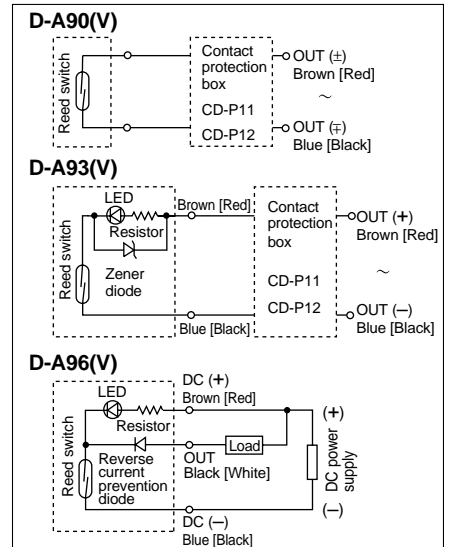 D-A90(V)
Reed switch
Contact
protection
box
CD-P11
CD-P12
OUT (±)
Brown [Red]
~
OUT (∓)
Blue [Black]
D-A93(V)
LED
Resistor
Zener
diode
Reed switch
Brown [Red]
Blue [Black]
Contact
protection
box
CD-P11
CD-P12
OUT (+)
Brown [Red]
~
OUT (−)
Blue [Black]
D-A96(V)
LED
Resistor
Reverse
current
prevention
diode
Reed switch
DC (+)
Brown [Red]
OUT
Black [White]
Load
DC (−)
Blue [Black]
(+)
DC power
supply
(−)